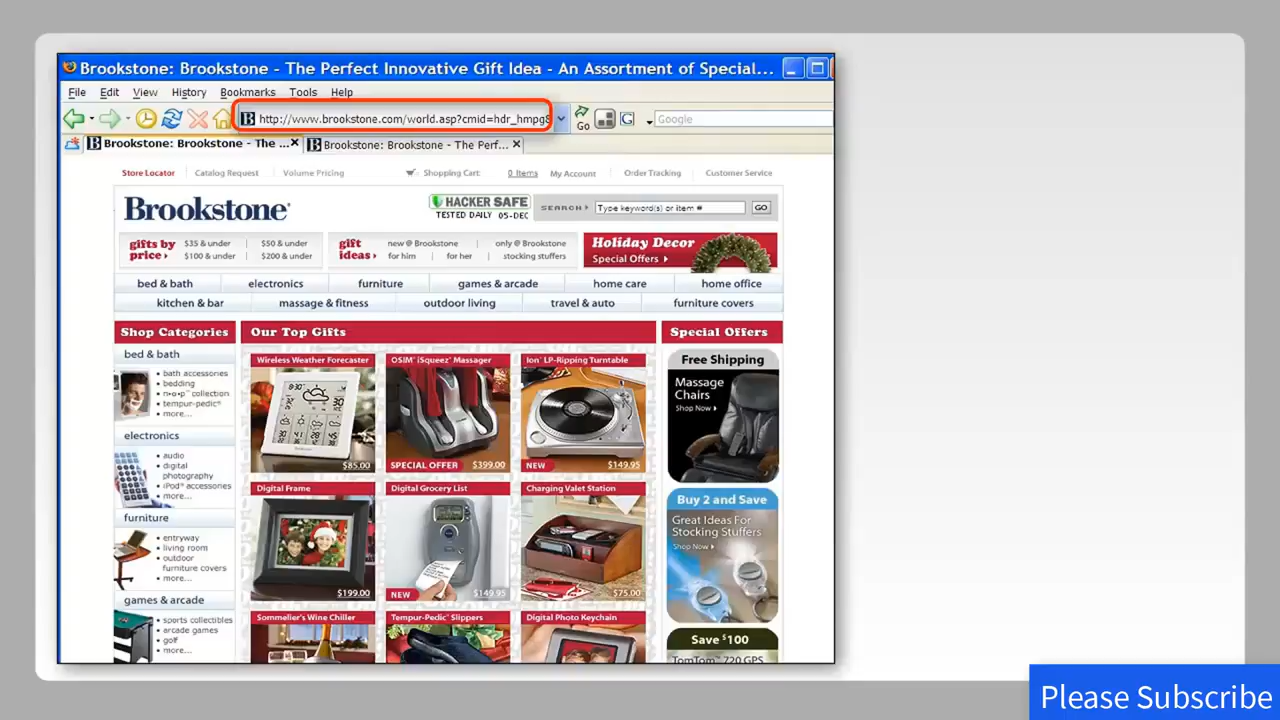 Brookstone: Brookstone - The Perfect Innovative Gift Idea - An Assortment of Special...
File Edit View History Bookmarks Tools Help
http://www.brookstone.com/world.asp?cmid=hdr_hmpg
Go
Google
Brookstone: Brookstone - The ...
Brookstone: Brookstone - The Perf...
Store Locator Catalog Request Volume Pricing Shopping Cart: 0 Items My Account Order Tracking Customer Service
Brookstone
HACKER SAFE
TESTED DAILY 05-DEC
SEARCH Type keyword(s) or item # GO
gifts by price
$35 & under $50 & under
$100 & under $200 & under
gift ideas
new @ Brookstone only @ Brookstone
for him for her stocking stuffers
Holiday Decor
Special Offers
bed & bath electronics furniture games & arcade home care home office
kitchen & bar massage & fitness outdoor living travel & auto furniture covers
Shop Categories
bed & bath
bath accessories
bedding
n•o•p collection
tempur-pedic
more...
electronics
audio
digital
photography
iPod accessories
more...
furniture
entryway
living room
outdoor
furniture covers
more...
games & arcade
sports collectibles
arcade games
golf
more...
Our Top Gifts
Wireless Weather Forecaster
$85.00
OSIM iSqueez Massager
SPECIAL OFFER $399.00
Ion LP-Ripping Turntable
NEW $149.95
Digital Frame
$199.00
Digital Grocery List
NEW $149.95
Charging Valet Station
$75.00
Sommelier's Wine Chiller
Tempur-Pedic Slippers
Digital Photo Keychain
Special Offers
Free Shipping
Massage
Chairs
Shop Now
Buy 2 and Save
Great Ideas For
Stocking Stuffers
Shop Now
Save $100
TomTom 720 GPS
Please Subscribe